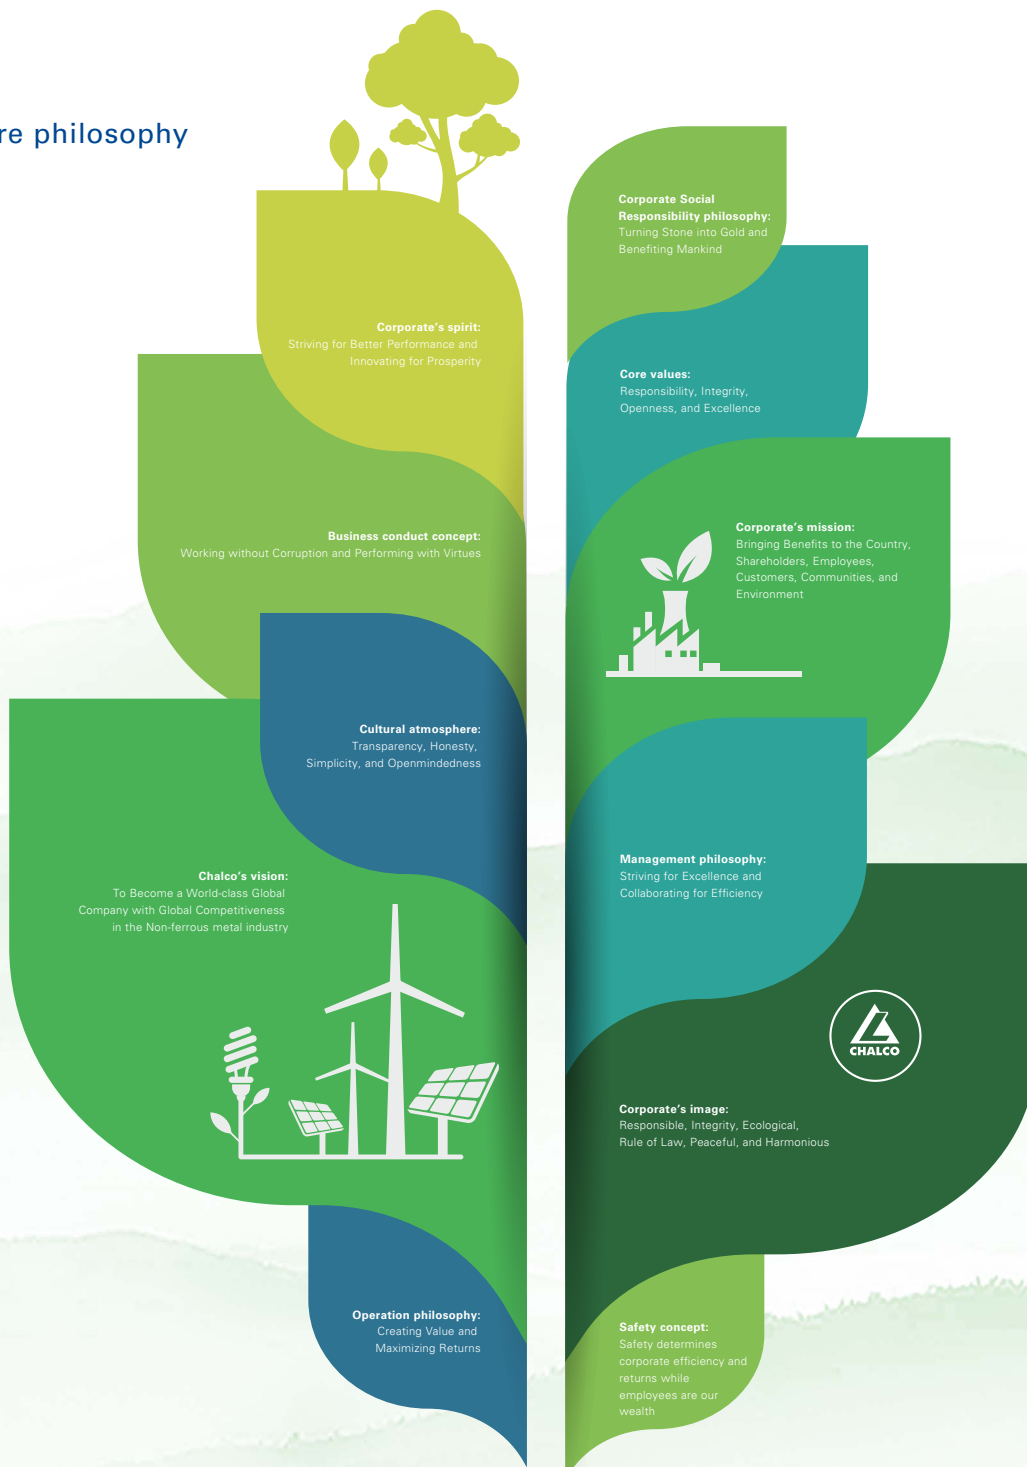 re philosophy
Corporate's spirit:
Striving for Better Performance and
Innovating for Prosperity
Business conduct concept:
Working without Corruption and Performing with Virtues
Cultural atmosphere:
Transparency, Honesty,
Simplicity, and Openmindedness
Chalco's vision:
To Become a World-class Global
Company with Global Competitiveness
in the Non-ferrous metal industry
Operation philosophy:
Creating Value and
Maximizing Returns
Corporate Social
Responsibility philosophy:
Turning Stone into Gold and
Benefiting Mankind
Core values:
Responsibility, Integrity,
Openness, and Excellence
Corporate's mission:
Bringing Benefits to the Country,
Shareholders, Employees,
Customers, Communities, and
Environment
Management philosophy:
Striving for Excellence and
Collaborating for Efficiency
CHALCO
Corporate's image:
Responsible, Integrity, Ecological,
Rule of Law, Peaceful, and Harmonious
Safety concept:
Safety determines
corporate efficiency and
returns while
employees are our
wealth